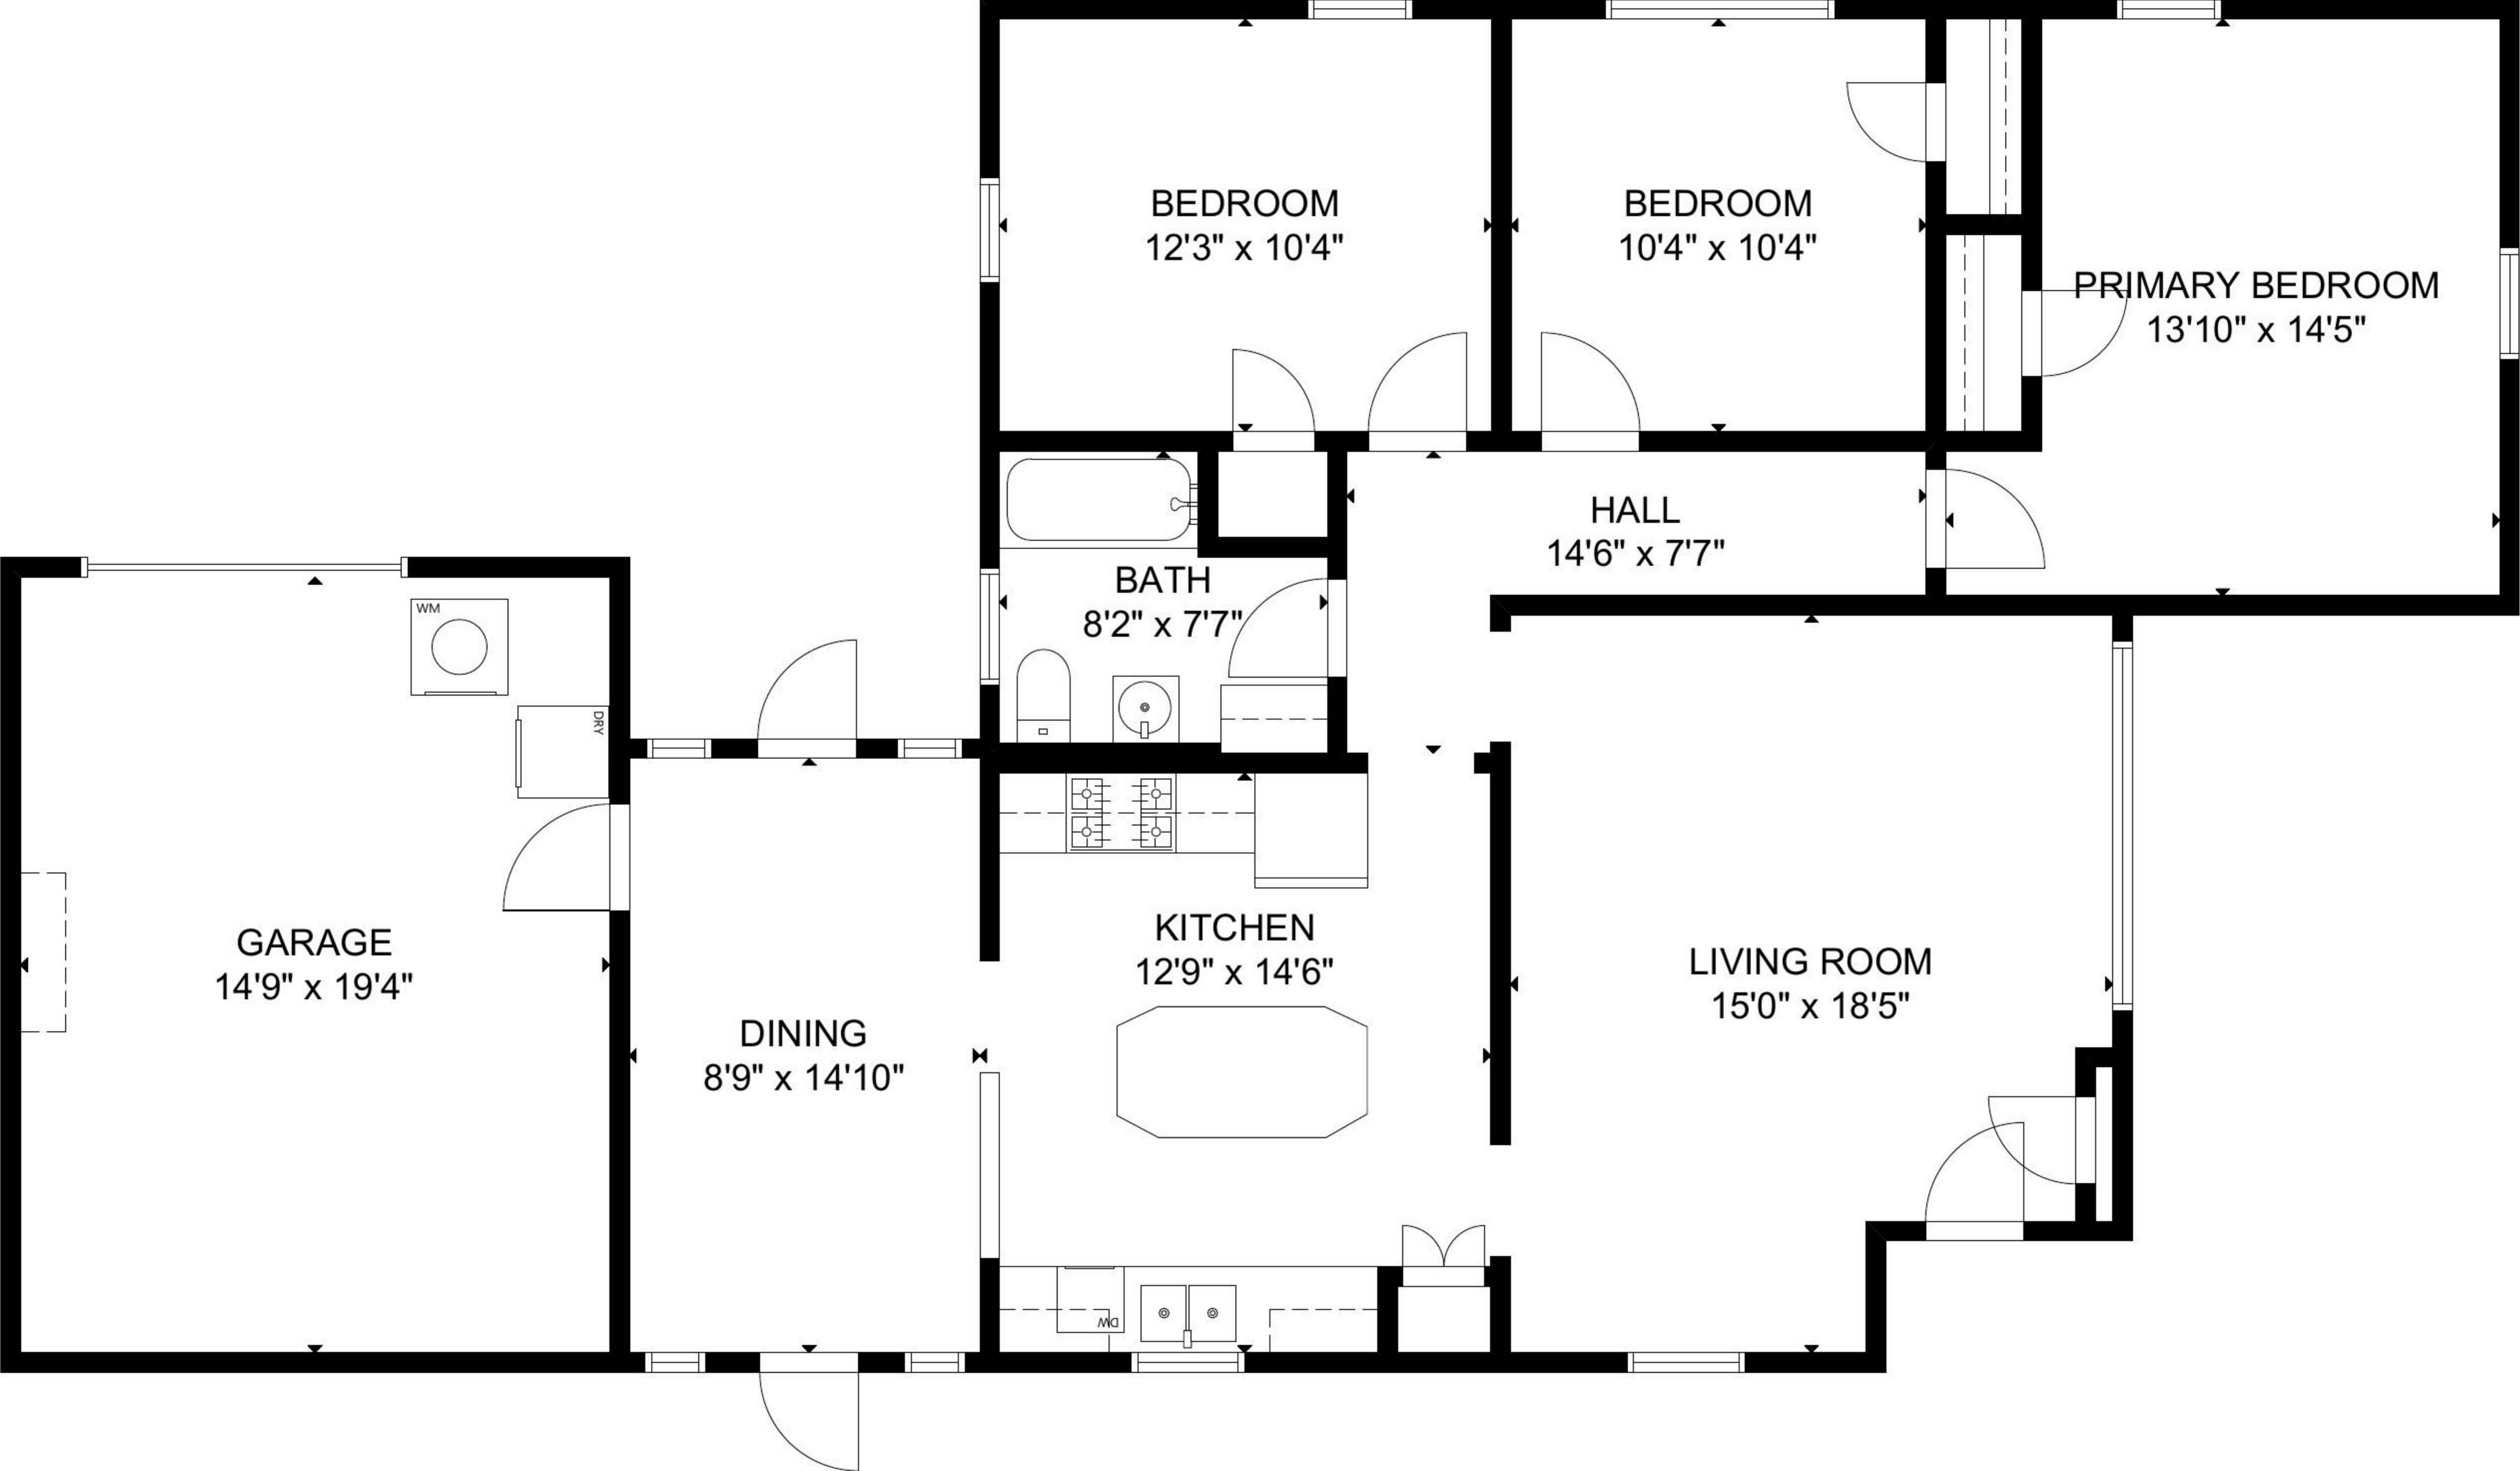 BEDROOM
12'3" x 10'4"
BEDROOM
10'4" x 10'4"
PRIMARY BEDROOM
13'10" x 14'5"
HALL
14'6" x 7'7"
BATH
8'2" x 7'7"
WM
DRY
GARAGE
14'9" x 19'4"
DINING
8'9" x 14'10"
KITCHEN
12'9" x 14'6"
LIVING ROOM
15'0" x 18'5"
DW